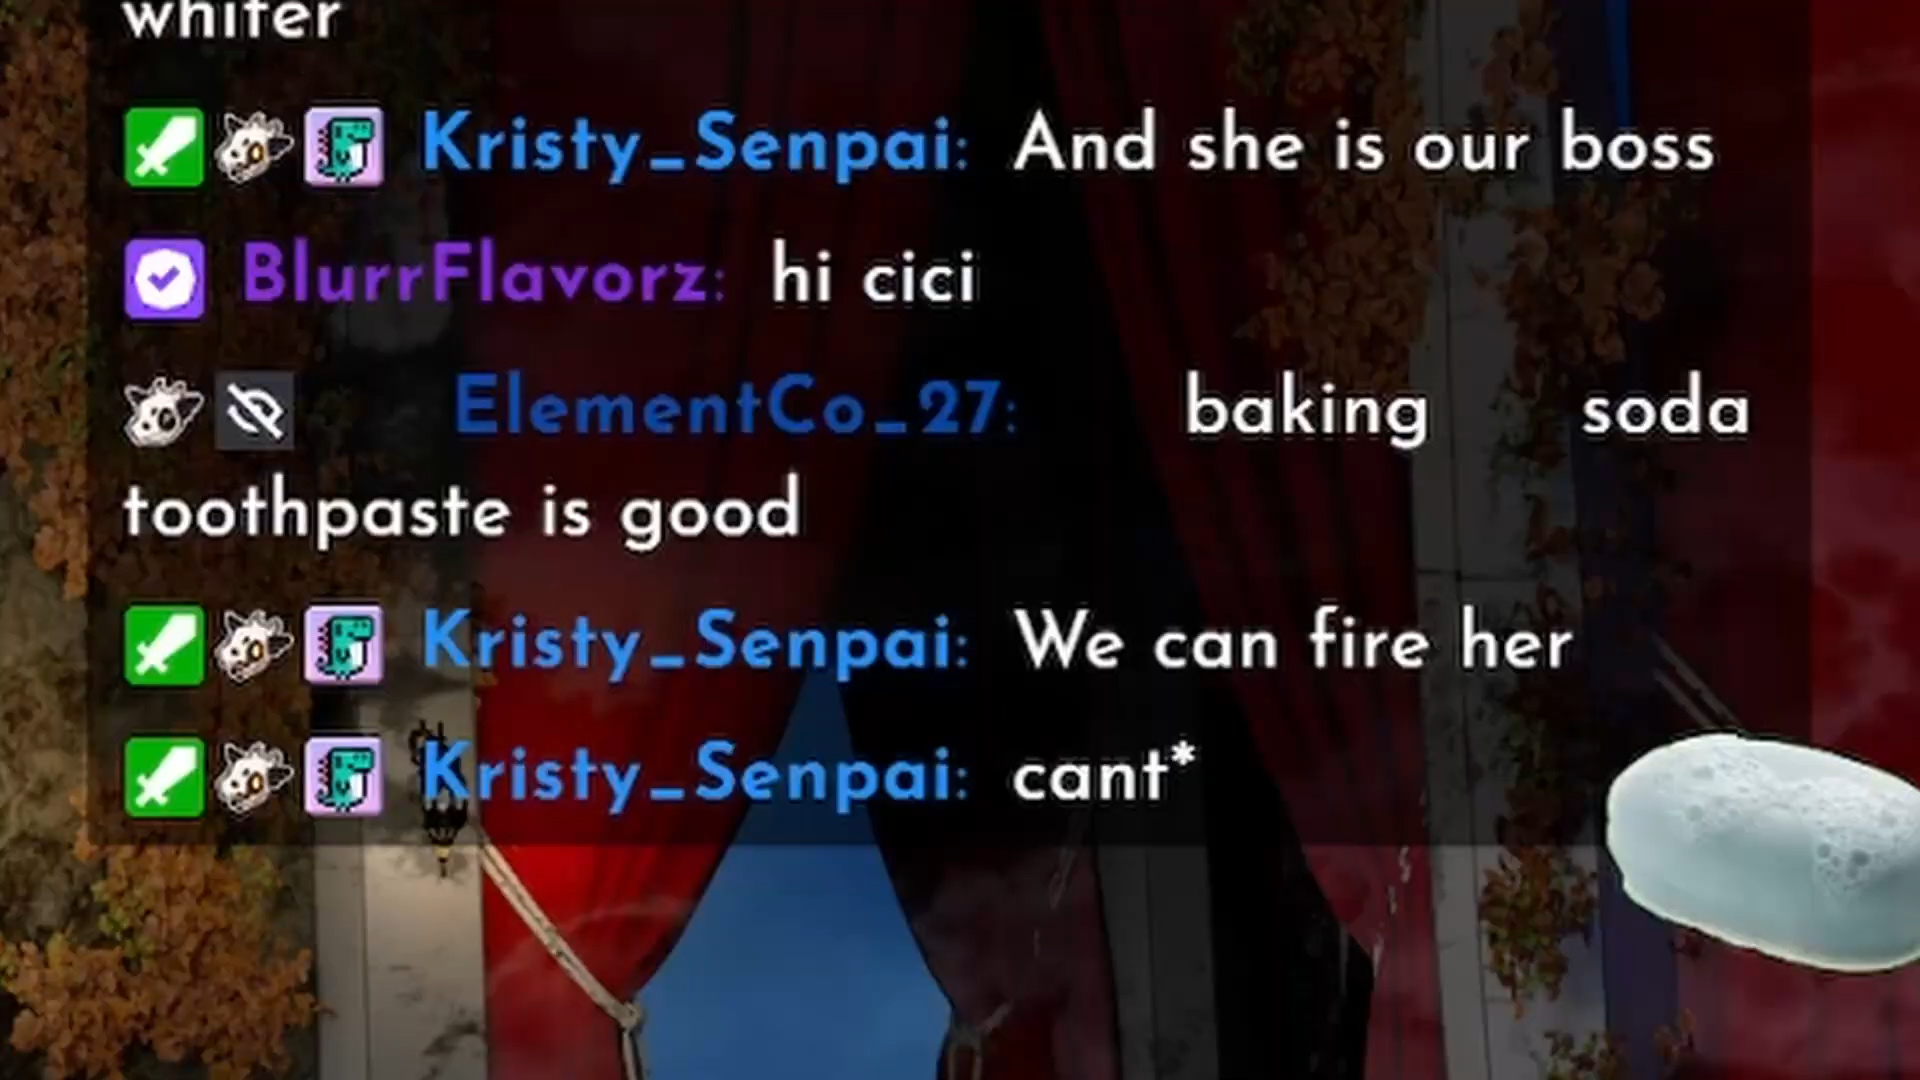 whiter
Kristy_Senpai: And she is our boss
BlurrFlavorz: hi cici
ElementCo_27: baking soda
toothpaste is good
Kristy_Senpai: We can fire her
Kristy_Senpai: cant*